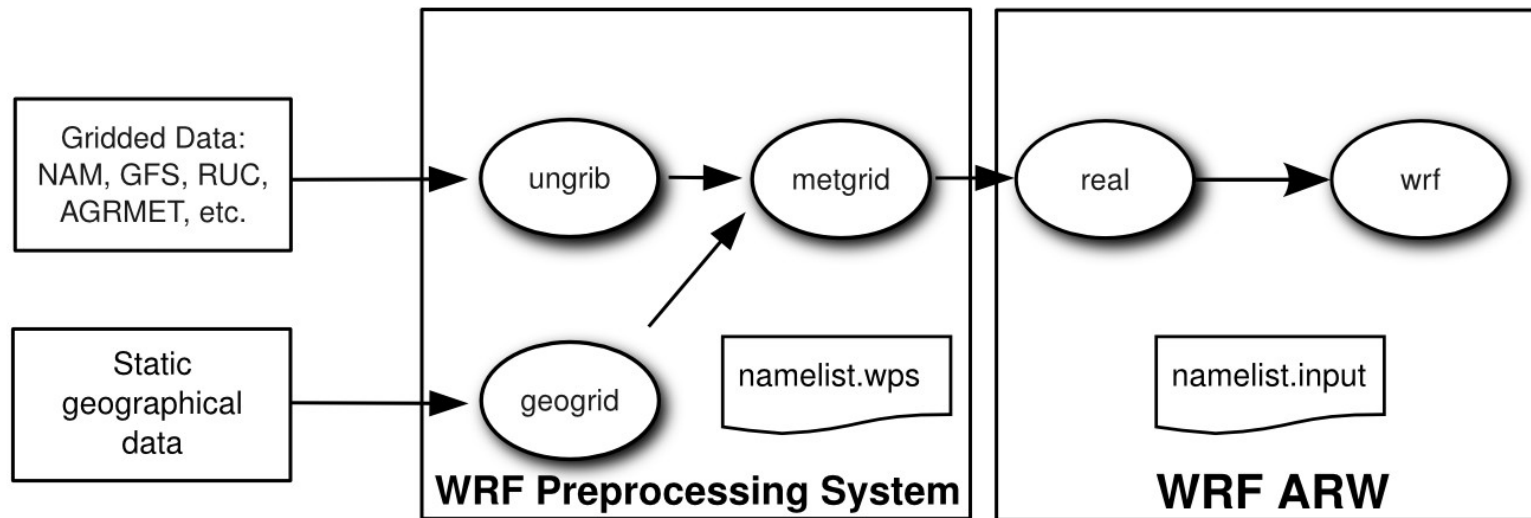 Gridded Data:
NAM, GFS, RUC,
AGRMET, etc.
ungrib
metgrid
real
wrf
Static
geographical
data
geogrid
namelist.wps
namelist.input
WRF Preprocessing System
WRF ARW